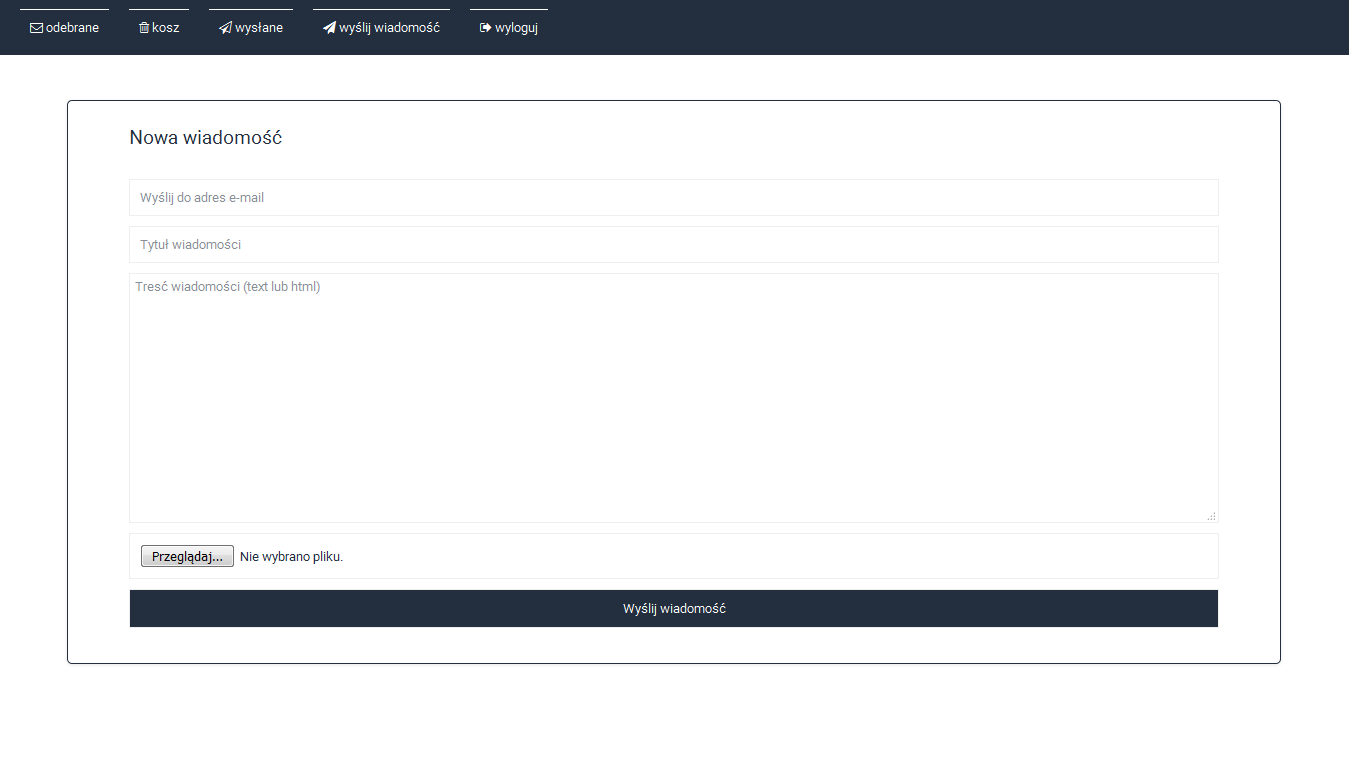 odebrane kosz wysłane wyślij wiadomość wyloguj
Nowa wiadomość
Wyślij do adres e-mail
Tytuł wiadomości
Treść wiadomości (text lub html)
Przeglądaj... Nie wybrano pliku.
Wyślij wiadomość